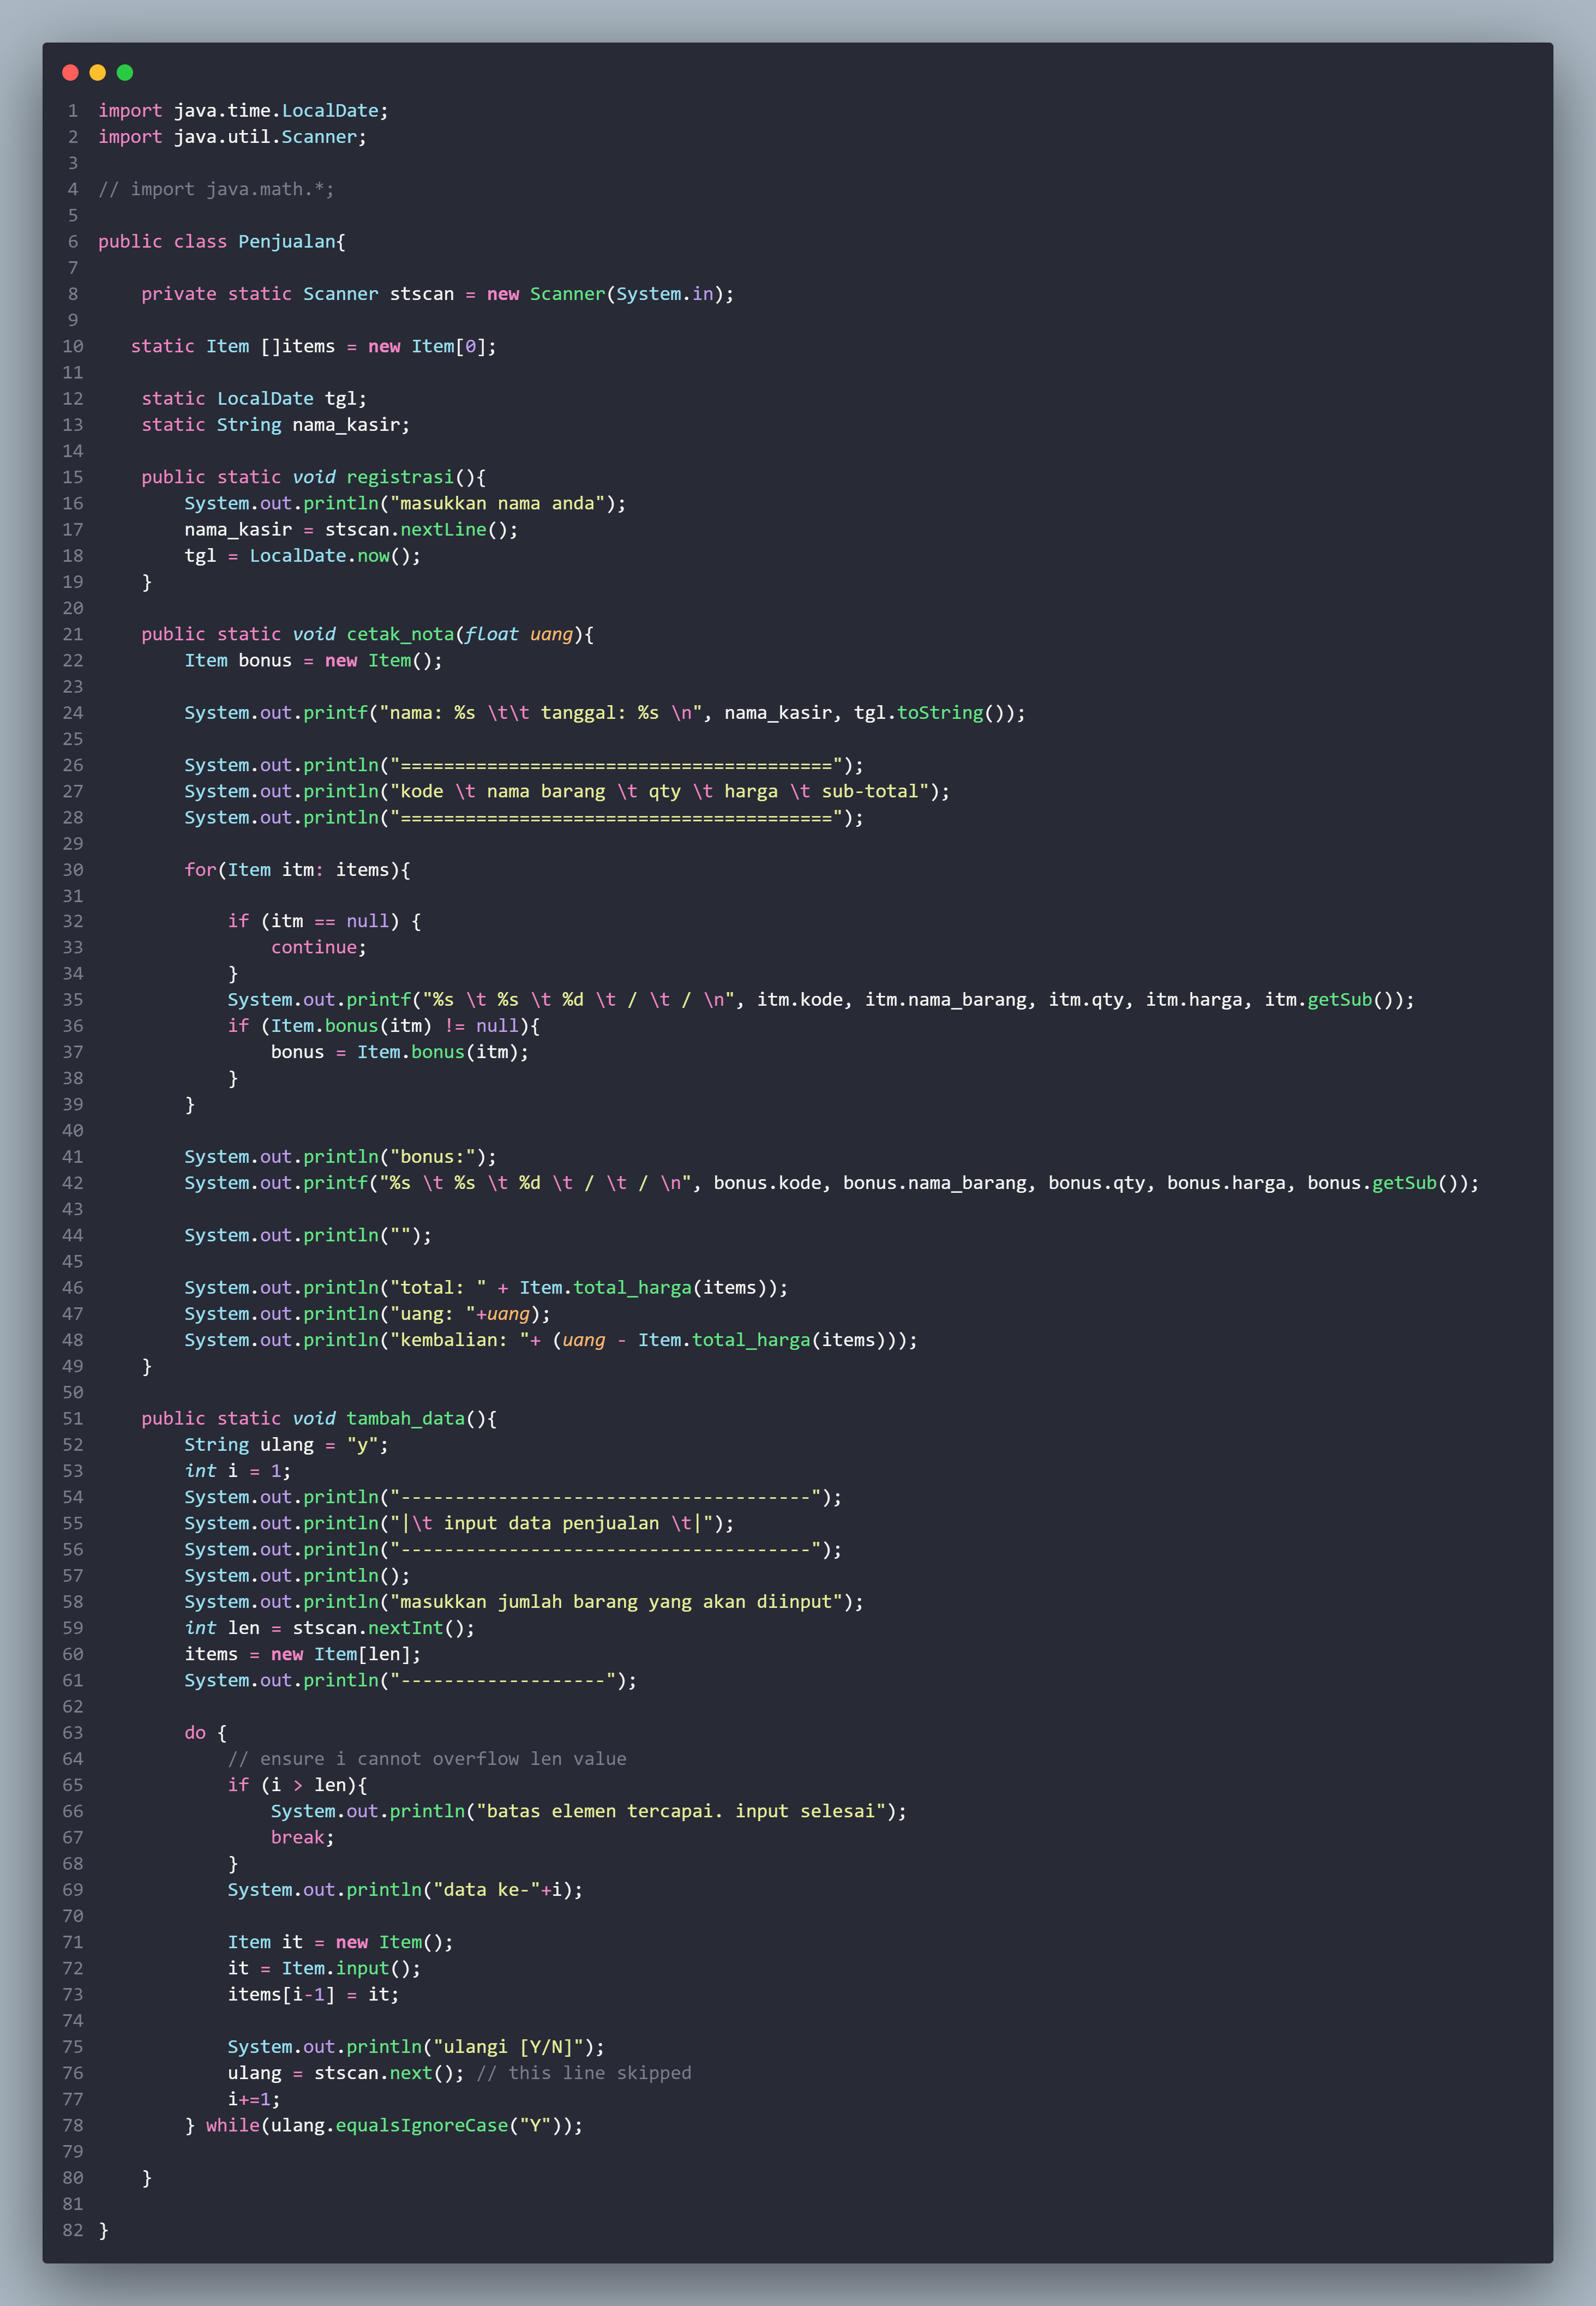 1 import java.time.LocalDate;
2 import java.util.Scanner;
3
4 // import java.math.*;
5
6 public class Penjualan{
7
8     private static Scanner stscan = new Scanner(System.in);
9
10    static Item []items = new Item[0];
11
12     static LocalDate tgl;
13     static String nama_kasir;
14
15     public static void registrasi(){
16         System.out.println("masukkan nama anda");
17         nama_kasir = stscan.nextLine();
18         tgl = LocalDate.now();
19     }
20
21     public static void cetak_nota(float uang){
22         Item bonus = new Item();
23
24         System.out.printf("nama: %s \t\t tanggal: %s \n", nama_kasir, tgl.toString());
25
26         System.out.println("========================================");
27         System.out.println("kode \t nama barang \t qty \t harga \t sub-total");
28         System.out.println("========================================");
29
30         for(Item itm: items){
31
32             if (itm == null) {
33                 continue;
34             }
35             System.out.printf("%s \t %s \t %d \t / \t / \n", itm.kode, itm.nama_barang, itm.qty, itm.harga, itm.getSub());
36             if (Item.bonus(itm) != null){
37                 bonus = Item.bonus(itm);
38             }
39         }
40
41         System.out.println("bonus:");
42         System.out.printf("%s \t %s \t %d \t / \t / \n", bonus.kode, bonus.nama_barang, bonus.qty, bonus.harga, bonus.getSub());
43
44         System.out.println("");
45
46         System.out.println("total: " + Item.total_harga(items));
47         System.out.println("uang: "+uang);
48         System.out.println("kembalian: "+ (uang - Item.total_harga(items)));
49     }
50
51     public static void tambah_data(){
52         String ulang = "y";
53         int i = 1;
54         System.out.println("--------------------------------------");
55         System.out.println("|\t input data penjualan \t|");
56         System.out.println("--------------------------------------");
57         System.out.println();
58         System.out.println("masukkan jumlah barang yang akan diinput");
59         int len = stscan.nextInt();
60         items = new Item[len];
61         System.out.println("-------------------");
62
63         do {
64             // ensure i cannot overflow len value
65             if (i > len){
66                 System.out.println("batas elemen tercapai. input selesai");
67                 break;
68             }
69             System.out.println("data ke-"+i);
70
71             Item it = new Item();
72             it = Item.input();
73             items[i-1] = it;
74
75             System.out.println("ulangi [Y/N]");
76             ulang = stscan.next(); // this line skipped
77             i+=1;
78         } while(ulang.equalsIgnoreCase("Y"));
79
80     }
81
82 }